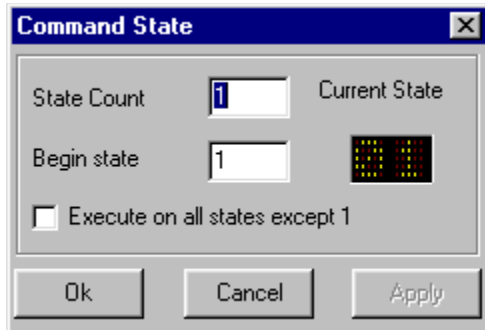 Command State
State Count 1 Current State
Begin state 1 01
Execute on all states except 1
Ok Cancel Apply